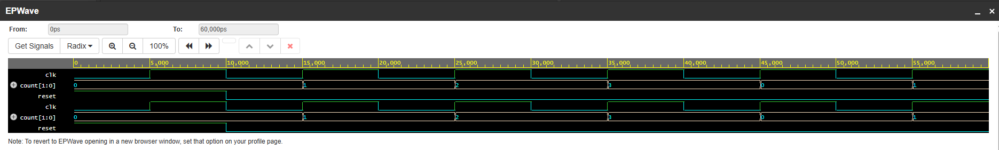 EPWave
From: 0ps To: 60,000ps
Get Signals Radix 100%
0 5,000 10,000 15,000 20,000 25,000 30,000 35,000 40,000 45,000 50,000 55,000
clk
count[1:0] 0 1 2 3 0 1
reset
clk
count[1:0] 0 1 2 3 0 1
reset
Note: To revert to EPWave opening in a new browser window, set that option on your profile page.